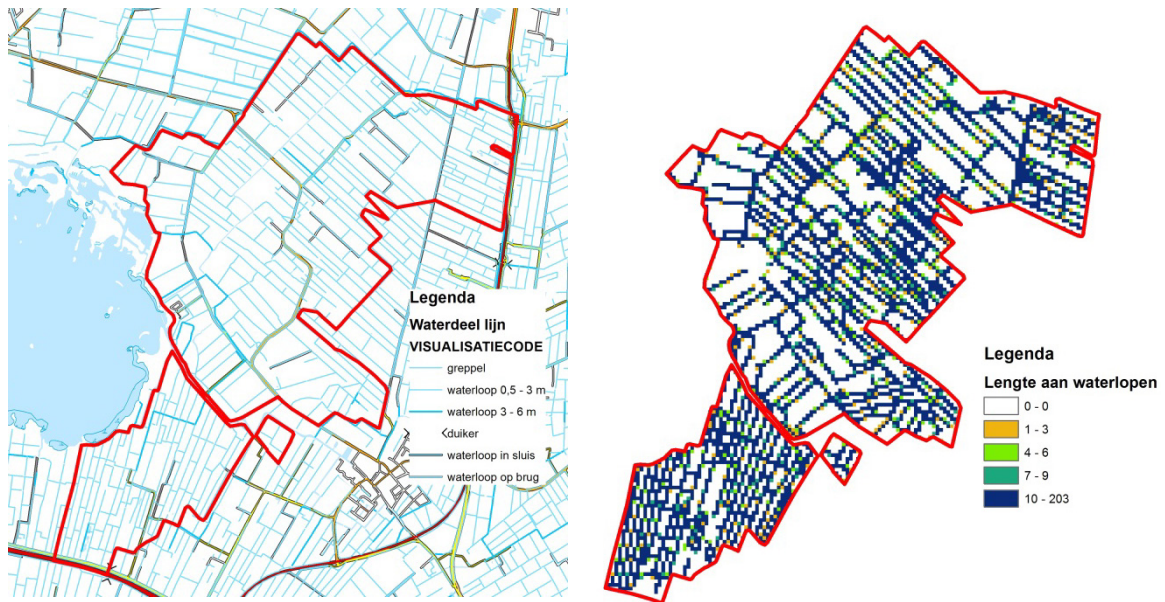 Legenda
Waterdeel lijn
VISUALISATIECODE
greppel
waterloop 0,5 - 3 m
waterloop 3 - 6 m
duiker
waterloop in sluis
waterloop op brug
Legenda
Lengte aan waterlopen
0 - 0
1 - 3
4 - 6
7 - 9
10 - 203